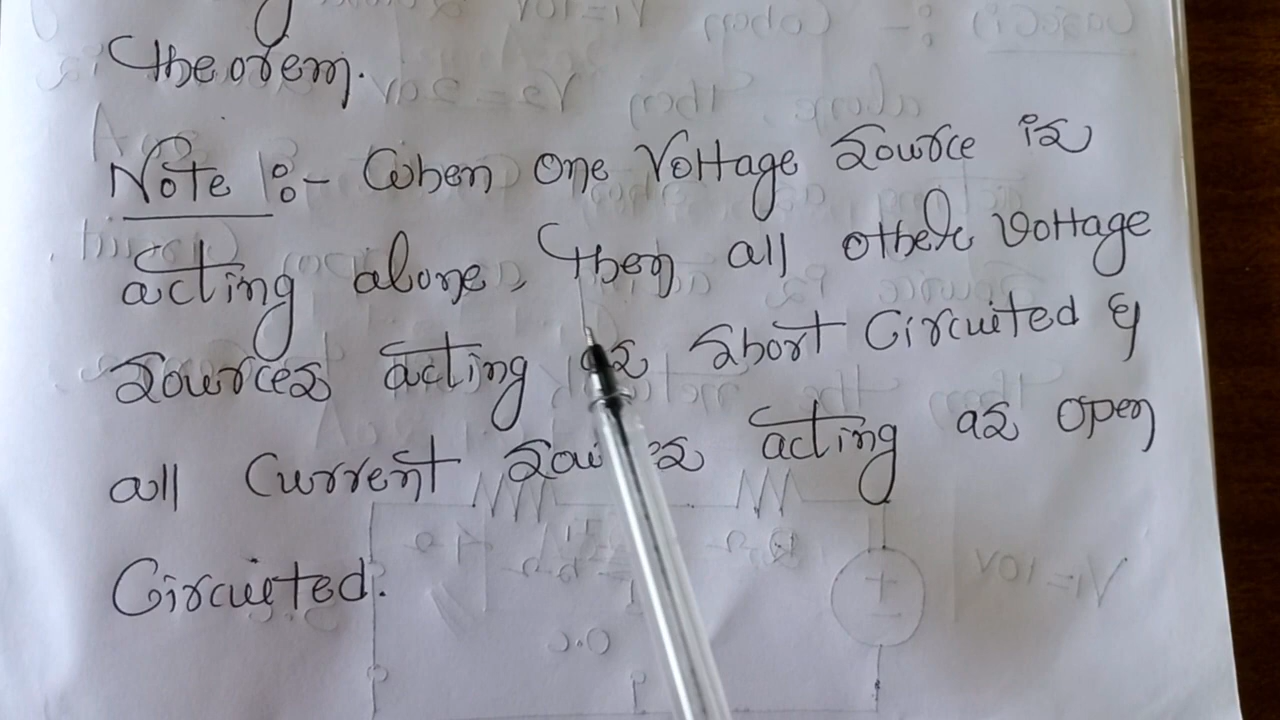 Theorem.
Note :- When one Voltage Source is
acting alone, then all other Voltage
Sources acting as Short Circuited &
all Current Sources acting as open
Circuited.